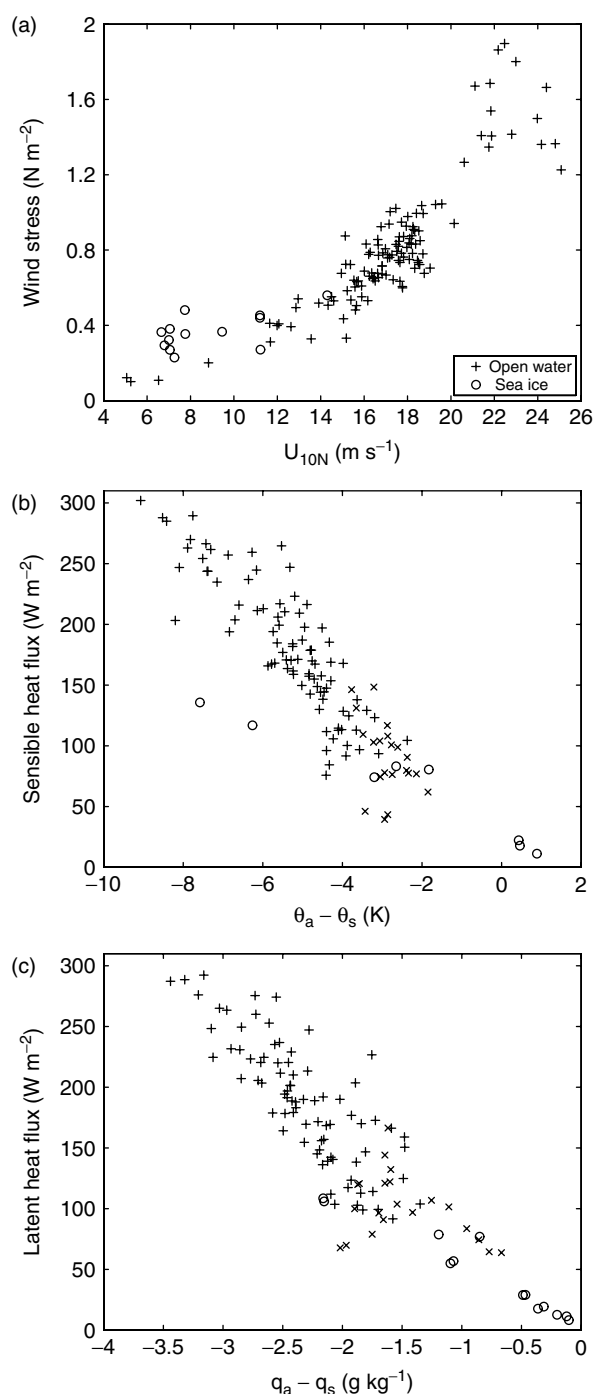 (a)
2
1.6
1.2
0.8
0.4
0
Wind stress (N m−2)
4 6 8 10 12 14 16 18 20 22 24 26
U10N (m s−1)
+ Open water
○ Sea ice
(b)
300
250
200
150
100
50
0
Sensible heat flux (W m−2)
−10 −8 −6 −4 −2 0 2
θa − θs (K)
(c)
300
250
200
150
100
50
0
Latent heat flux (W m−2)
−4 −3.5 −3 −2.5 −2 −1.5 −1 −0.5 0
qa − qs (g kg−1)